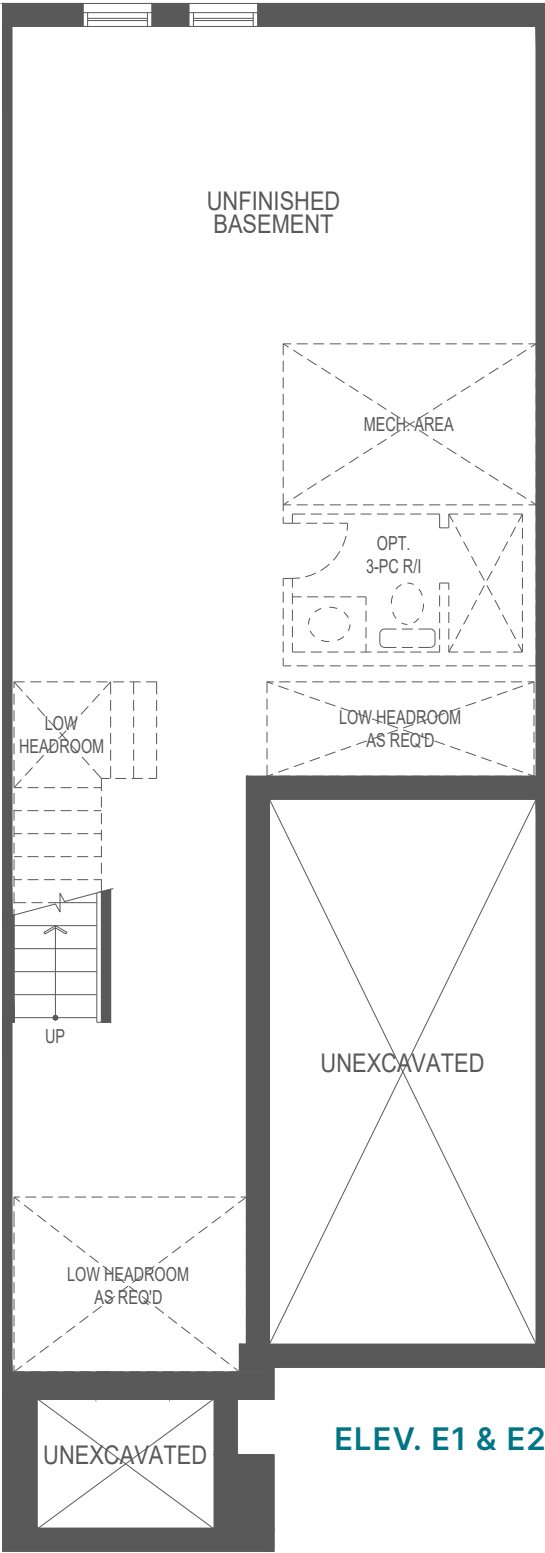 UNFINISHED
BASEMENT
MECH. AREA
OPT.
3-PC R/I
LOW
HEADROOM
LOW HEADROOM
AS REQ'D
UP
UNEXCAVATED
LOW HEADROOM
AS REQ'D
UNEXCAVATED
ELEV. E1 & E2